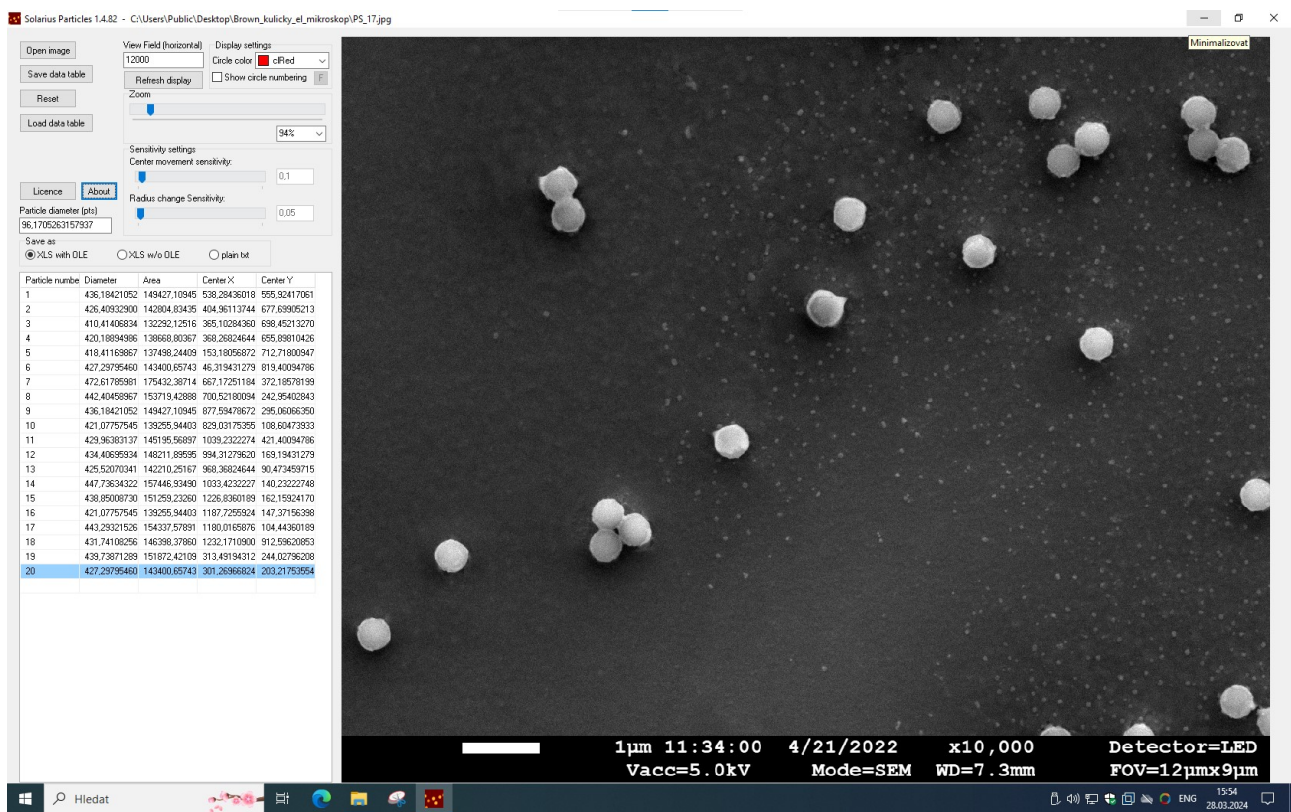 Solarius Particles 1.4.82 - C:\Users\Public\Desktop\Brown_kulicky_el_mikroskop\PS_17.jpg
Minimalizovat
Open image
Save data table
Reset
Load data table
View Field (horizontal)
12000
Refresh display
Display settings
Circle color clRed
Show circle numbering F
Zoom
94%
Sensitivity settings
Center movement sensitivity:
0,1
Radius change Sensitivity:
0,05
Licence About
Particle diameter (pts)
96,1705263157937
Save as
XLS with OLE XLS w/o OLE plain txt
Particle numbe Diameter Area Center X Center Y
1 436,18421052 149427,10945 538,28436018 555,92417061
2 426,40932900 142804,83435 404,96113744 677,69905213
3 410,41406834 132292,12516 365,10284360 698,45213270
4 420,18894986 138668,80367 368,26824644 655,89810426
5 418,41169867 137498,24409 153,18056872 712,71800947
6 427,29795460 143400,65743 46,319431279 819,40094786
7 472,61785981 175432,38714 667,17251184 372,18578199
8 442,40458967 153719,42888 700,52180094 242,95402843
9 436,18421052 149427,10945 877,59478672 295,06066350
10 421,07757545 139255,94403 829,03175355 108,60473933
11 429,96383137 145195,56897 1039,2322274 421,40094786
12 434,40695934 148211,89595 994,31279620 169,19431279
13 425,52070341 142210,25167 968,36824644 90,473459715
14 447,73634322 157446,93490 1033,4232227 140,23222748
15 438,85008730 151259,23260 1226,8360189 162,15924170
16 421,07757545 139255,94403 1187,7255924 147,37156398
17 443,29321526 154337,57891 1180,0165876 104,44360189
18 431,74108256 146398,37860 1232,1710900 912,59620853
19 439,73871289 151872,42109 313,49194312 244,02796208
20 427,29795460 143400,65743 301,26966824 203,21753554
1µm 11:34:00 4/21/2022 x10,000 Detector=LED
Vacc=5.0kV Mode=SEM WD=7.3mm FOV=12µmx9µm
Hledat
ENG
15:54
28.03.2024